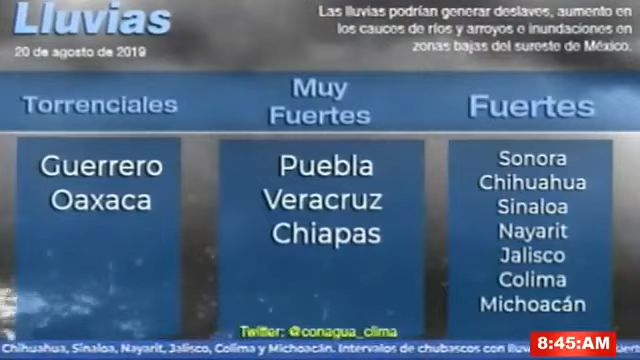 Lluvias
20 de agosto de 2019
Las lluvias podrían generar deslaves, aumento en
los cauces de ríos y arroyos e inundaciones en
zonas bajas del sureste de México.
Torrenciales
Muy
Fuertes
Fuertes
Guerrero
Oaxaca
Puebla
Veracruz
Chiapas
Sonora
Chihuahua
Sinaloa
Nayarit
Jalisco
Colima
Michoacán
Twitter: @conagua_clima
Chihuahua, Sinaloa, Nayarit, Jalisco, Colima y Michoacán. Intervalos de chubascos con
8:45:AM